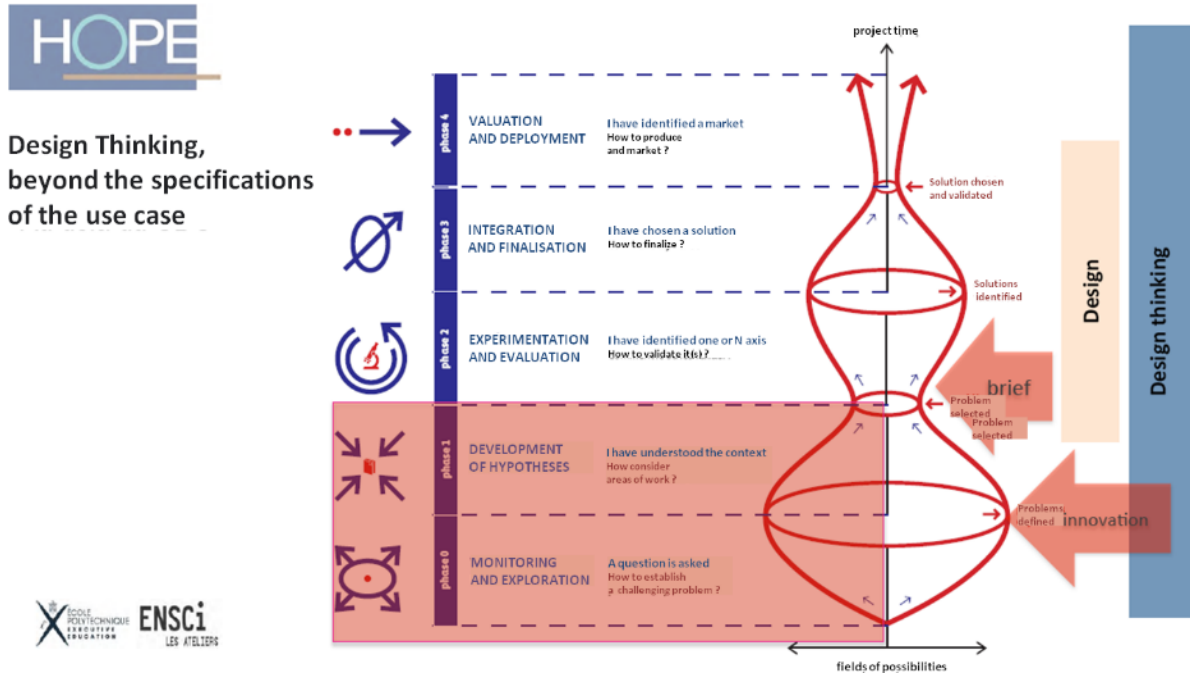 HOPE
Design Thinking,
beyond the specifications
of the use case
project time
phase 4
VALUATION
AND DEPLOYMENT
I have identified a market
How to produce
and market ?
Solution chosen
and validated
phase 3
INTEGRATION
AND FINALISATION
I have chosen a solution
How to finalize ?
Solutions
identified
phase 2
EXPERIMENTATION
AND EVALUATION
I have identified one or N axis
How to validate it(s) ?
brief
Problem
selected
Problem
selected
phase 1
DEVELOPMENT
OF HYPOTHESES
I have understood the context
How consider
areas of work ?
Problems
defined
innovation
phase 0
MONITORING
AND EXPLORATION
A question is asked
How to establish
a challenging problem ?
fields of possibilities
Design
Design thinking
ÉCOLE
POLYTECHNIQUE
EXECUTIVE
EDUCATION
ENSCi
LES ATELIERS